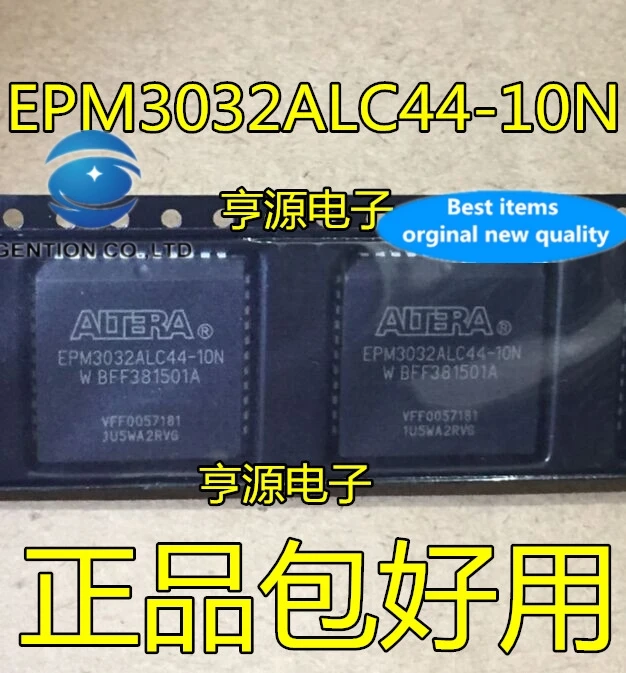 EPM3032ALC44-10N
亨源电子
Best items
orginal new quality
GENTION CO., LTD
ALTERA®
EPM3032ALC44-10N
W BFF381501A
VFF0057181
1U5WA2RVG
ALTERA®
EPM3032ALC44-10N
W BFF381501A
VFF0057181
1U5WA2RVG
亨源电子
正品包好用